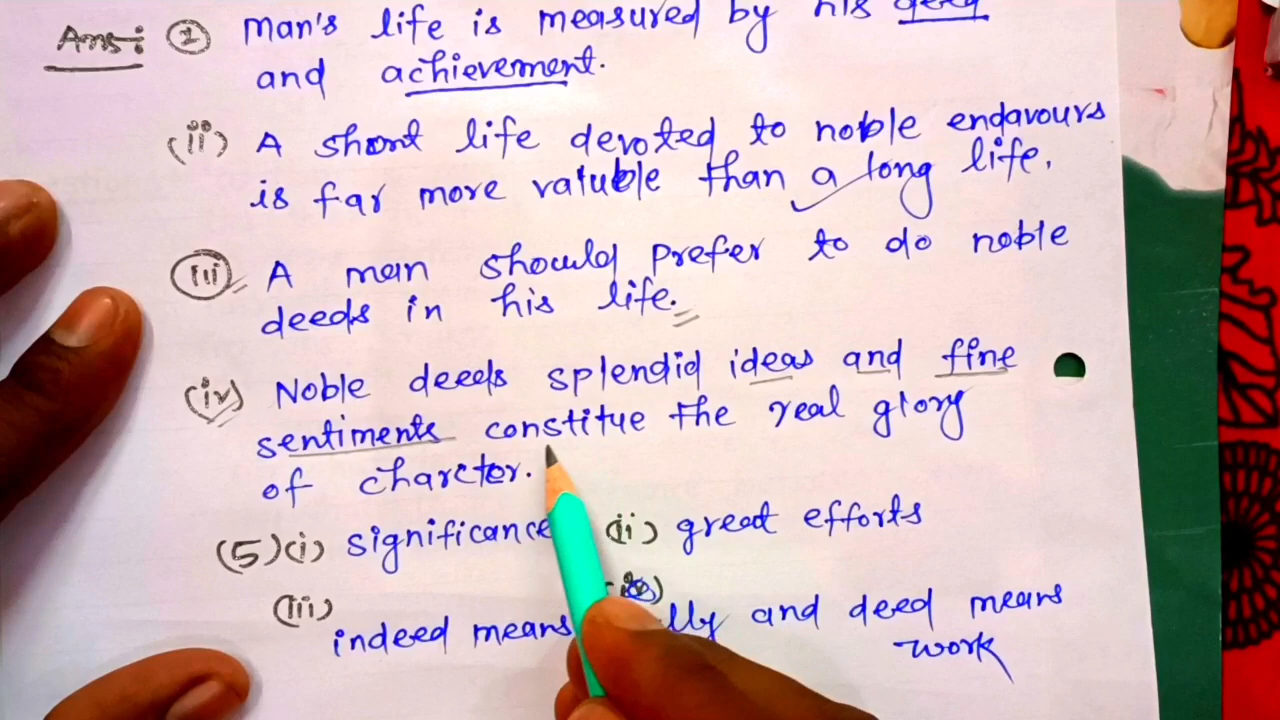 Ans: (1) Man's life is measured by his deed
and achievement.
(ii) A short life devoted to noble endavours
is far more valuble than a long life.
(iii) A man should prefer to do noble
deeds in his life.
(iv) Noble deeds splendid ideas and fine
sentiments constitue the real glory
of charcter.
(5)(i) significance (ii) great efforts
(iii)
indeed means and deed means
work